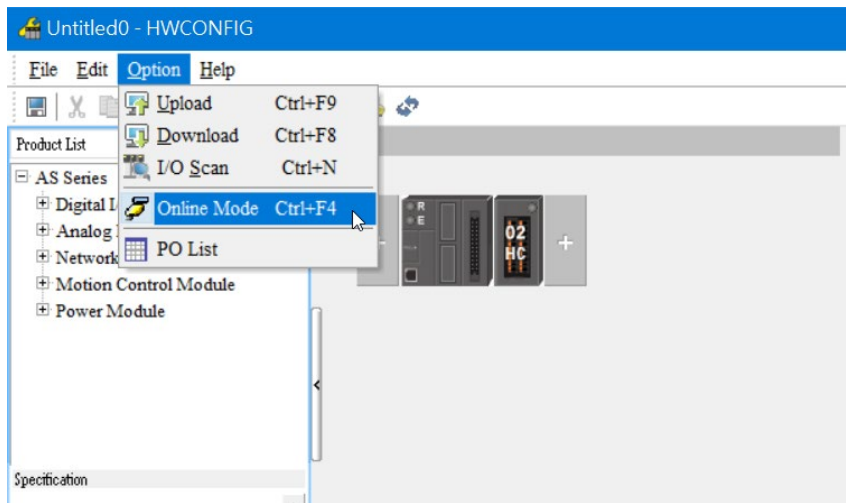 Untitled0 - HWCONFIG
File Edit Option Help
Upload Ctrl+F9
Product List
Download Ctrl+F8
I/O Scan Ctrl+N
AS Series
Digital
Online Mode Ctrl+F4
Analog
Network
PO List
Motion Control Module
Power Module
R
E
02
HC
Specification